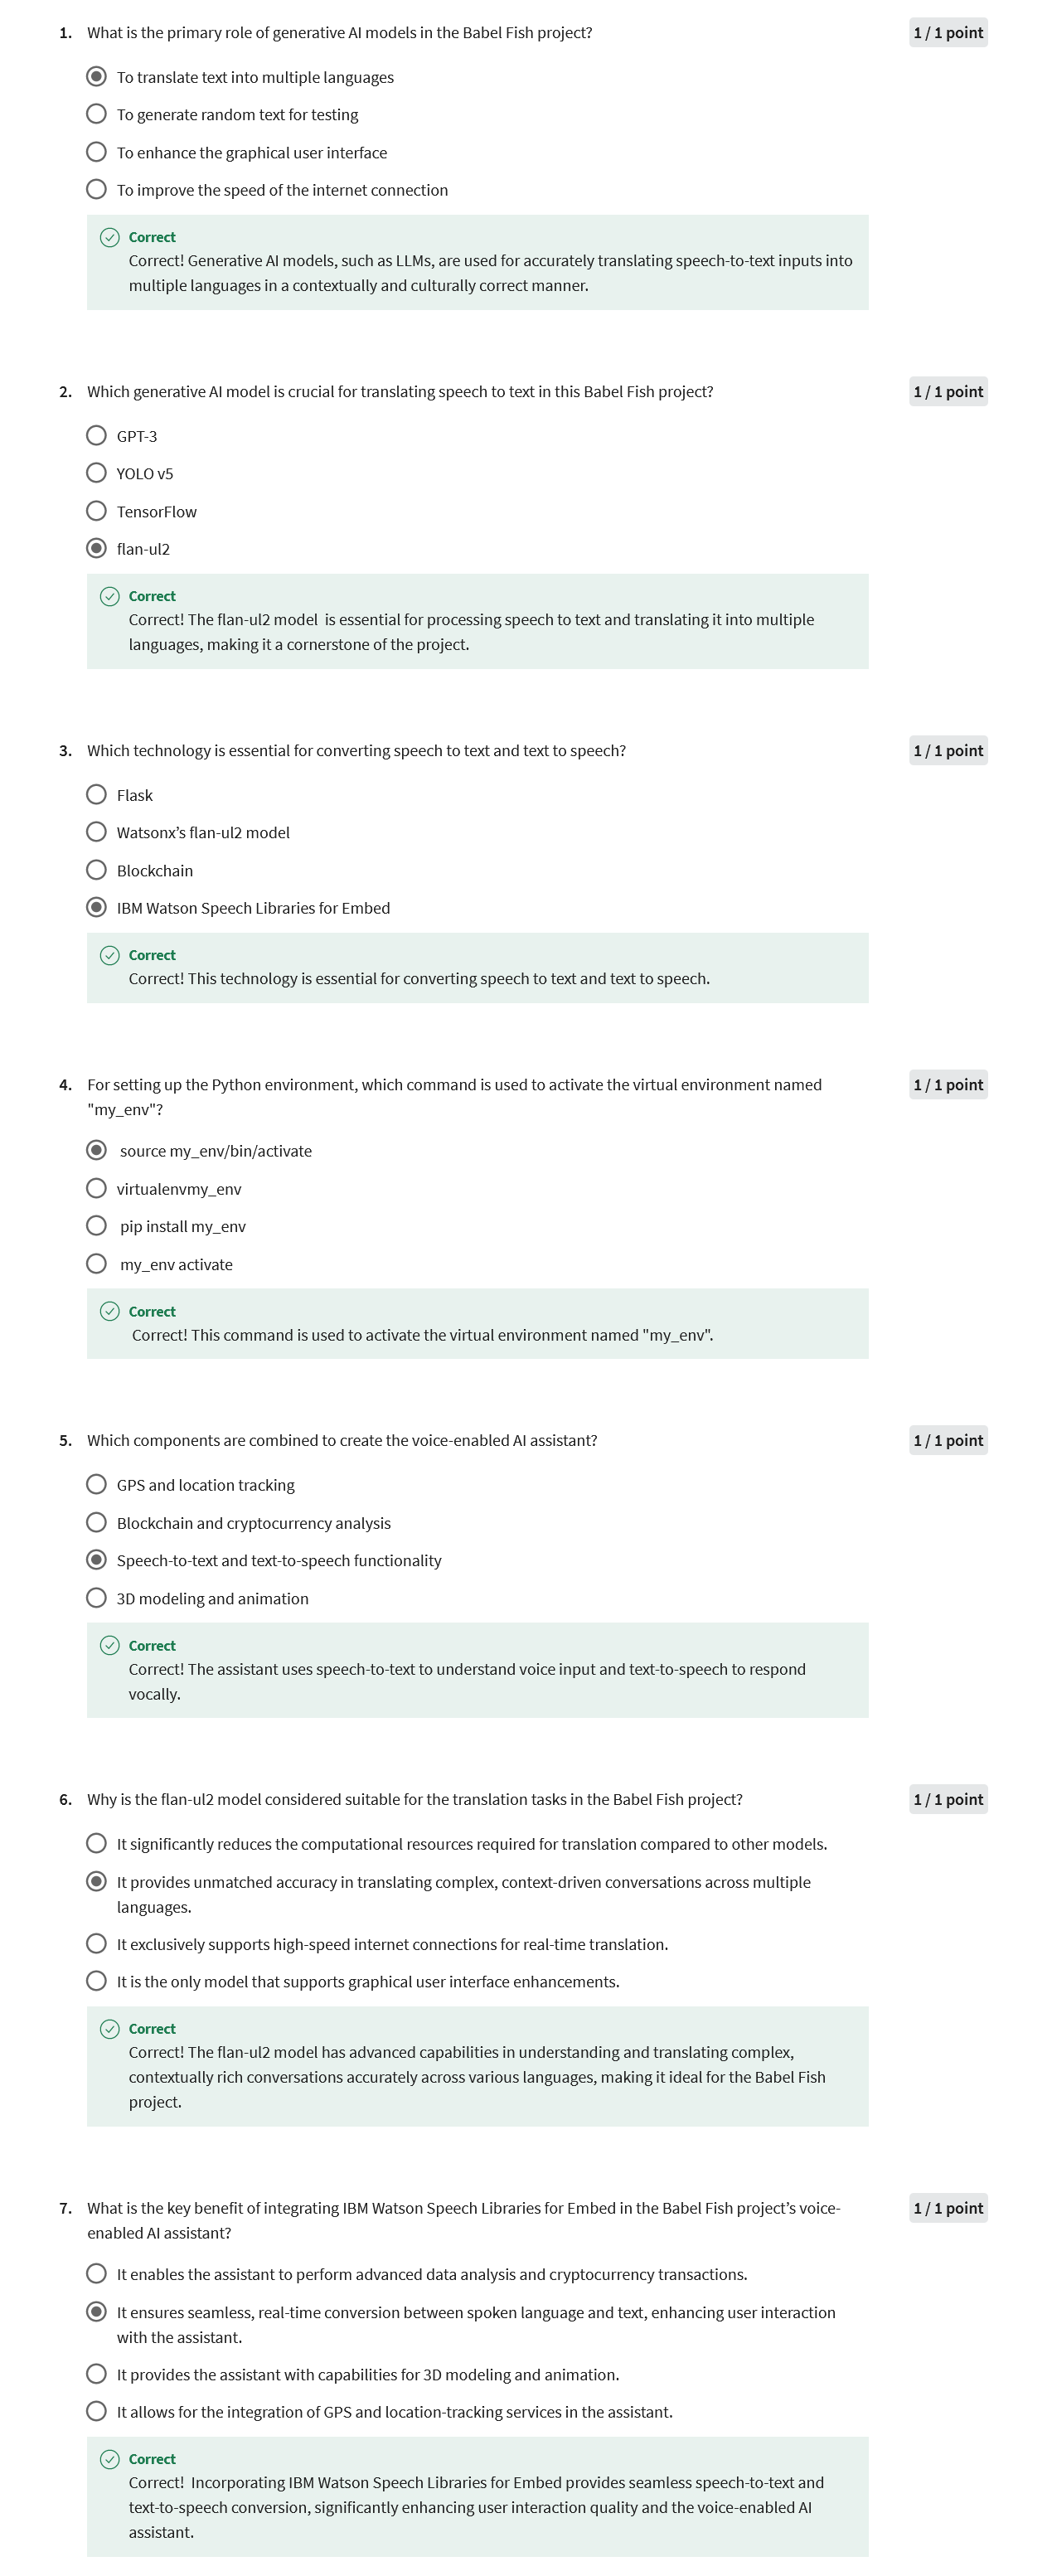 1. What is the primary role of generative AI models in the Babel Fish project? 1 / 1 point
To translate text into multiple languages
To generate random text for testing
To enhance the graphical user interface
To improve the speed of the internet connection
Correct
Correct! Generative AI models, such as LLMs, are used for accurately translating speech-to-text inputs into
multiple languages in a contextually and culturally correct manner.
2. Which generative AI model is crucial for translating speech to text in this Babel Fish project? 1 / 1 point
GPT-3
YOLO v5
TensorFlow
flan-ul2
Correct
Correct! The flan-ul2 model  is essential for processing speech to text and translating it into multiple
languages, making it a cornerstone of the project.
3. Which technology is essential for converting speech to text and text to speech? 1 / 1 point
Flask
Watsonx’s flan-ul2 model
Blockchain
IBM Watson Speech Libraries for Embed
Correct
Correct! This technology is essential for converting speech to text and text to speech.
4. For setting up the Python environment, which command is used to activate the virtual environment named 1 / 1 point
"my_env"?
source my_env/bin/activate
virtualenvmy_env
pip install my_env
my_env activate
Correct
Correct! This command is used to activate the virtual environment named "my_env".
5. Which components are combined to create the voice-enabled AI assistant? 1 / 1 point
GPS and location tracking
Blockchain and cryptocurrency analysis
Speech-to-text and text-to-speech functionality
3D modeling and animation
Correct
Correct! The assistant uses speech-to-text to understand voice input and text-to-speech to respond
vocally.
6. Why is the flan-ul2 model considered suitable for the translation tasks in the Babel Fish project? 1 / 1 point
It significantly reduces the computational resources required for translation compared to other models.
It provides unmatched accuracy in translating complex, context-driven conversations across multiple
languages.
It exclusively supports high-speed internet connections for real-time translation.
It is the only model that supports graphical user interface enhancements.
Correct
Correct! The flan-ul2 model has advanced capabilities in understanding and translating complex,
contextually rich conversations accurately across various languages, making it ideal for the Babel Fish
project.
7. What is the key benefit of integrating IBM Watson Speech Libraries for Embed in the Babel Fish project’s voice- 1 / 1 point
enabled AI assistant?
It enables the assistant to perform advanced data analysis and cryptocurrency transactions.
It ensures seamless, real-time conversion between spoken language and text, enhancing user interaction
with the assistant.
It provides the assistant with capabilities for 3D modeling and animation.
It allows for the integration of GPS and location-tracking services in the assistant.
Correct
Correct!  Incorporating IBM Watson Speech Libraries for Embed provides seamless speech-to-text and
text-to-speech conversion, significantly enhancing user interaction quality and the voice-enabled AI
assistant.